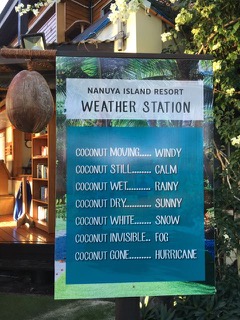 NANUYA ISLAND RESORT
WEATHER STATION
COCONUT MOVING...... WINDY
COCONUT STILL......... CALM
COCONUT WET........... RAINY
COCONUT DRY........... SUNNY
COCONUT WHITE........ SNOW
COCONUT INVISIBLE.. FOG
COCONUT GONE......... HURRICANE